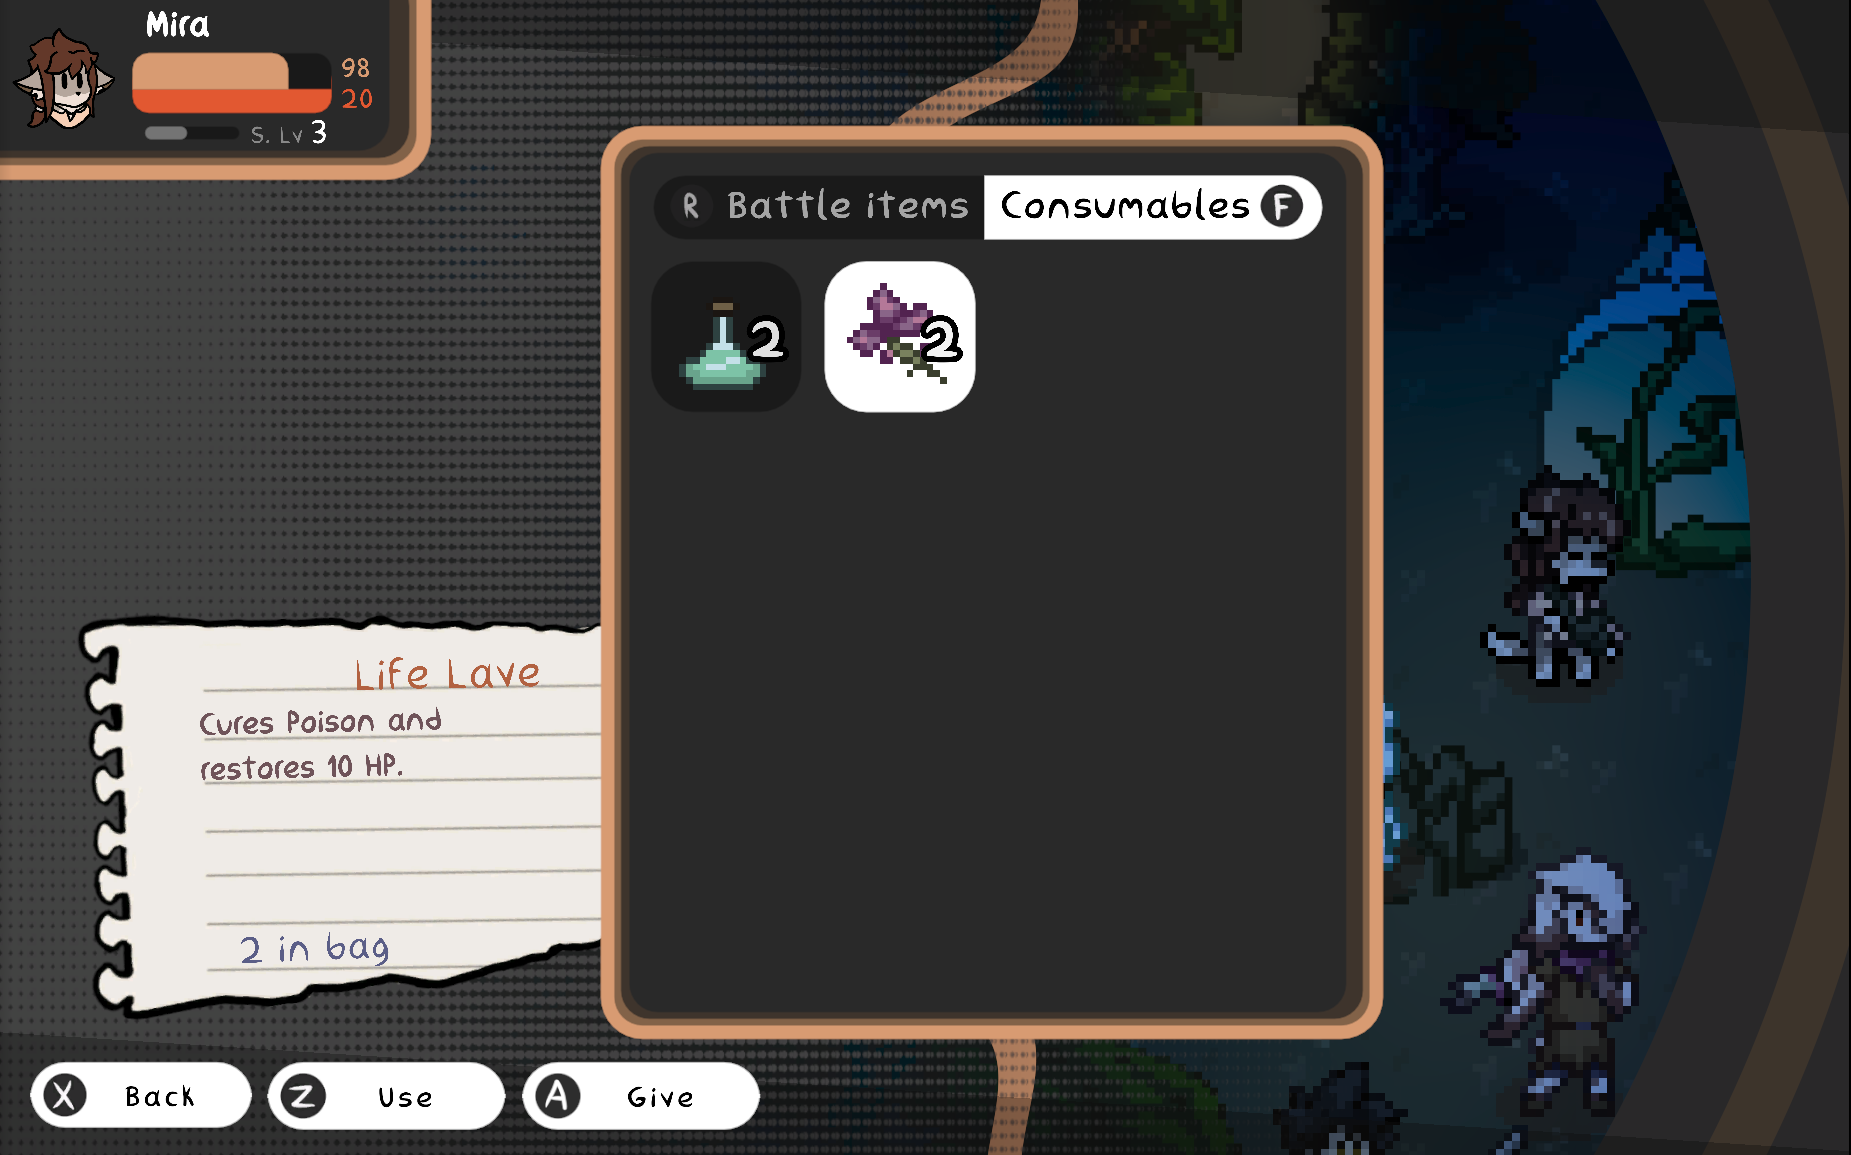 Mira
98
20
S. Lv 3
R Battle items Consumables F
2 2
Life Lave
Cures Poison and
restores 10 HP.
2 in bag
X Back Z Use A Give